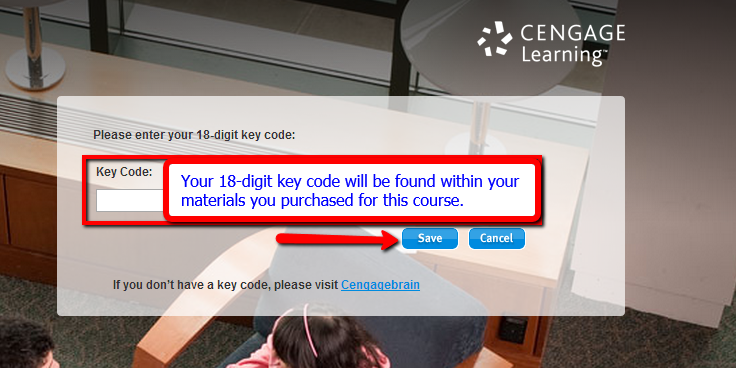 CENGAGE
Learning™
Please enter your 18-digit key code:
Key Code:
Your 18-digit key code will be found within your
materials you purchased for this course.
Save Cancel
If you don't have a key code, please visit Cengagebrain